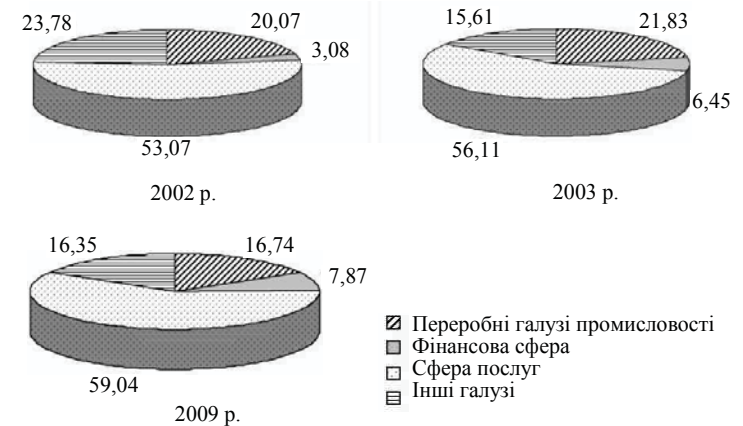 23,78
20,07
3,08
53,07
2002 р.
15,61
21,83
6,45
56,11
2003 р.
16,35
16,74
7,87
59,04
2009 р.
Переробні галузі промисловості
Фінансова сфера
Сфера послуг
Інші галузі